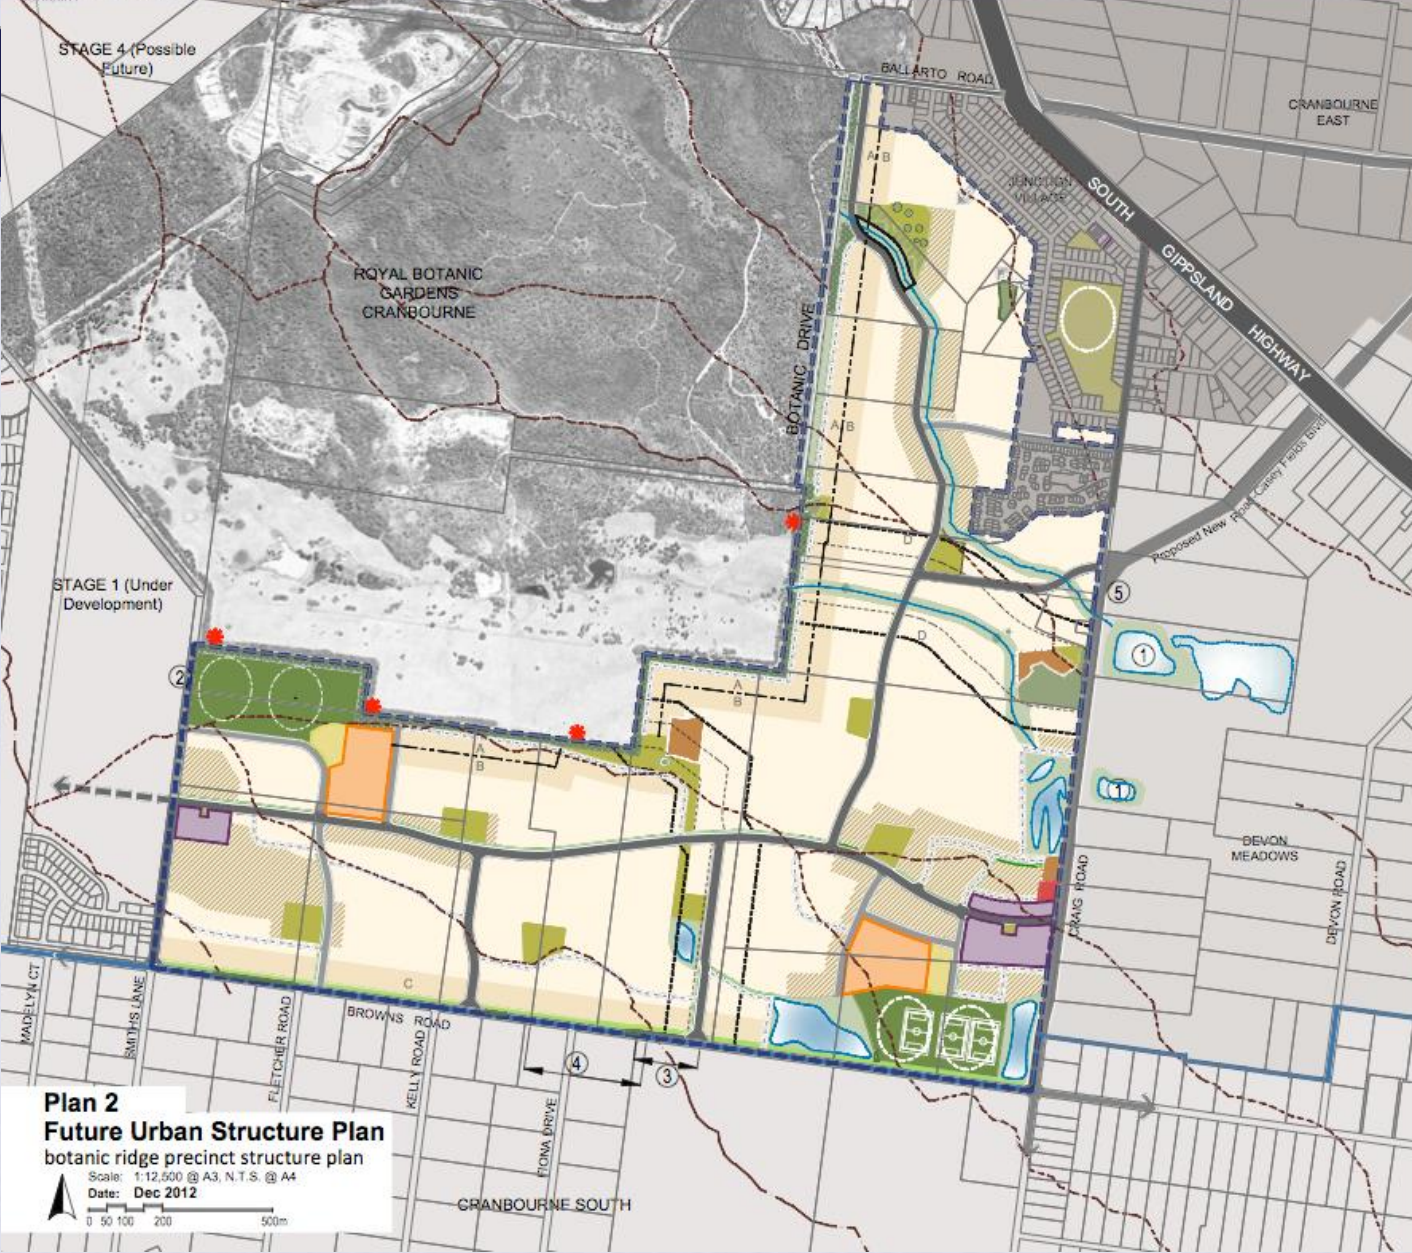 STAGE 4 (Possible
Future)
BALLARTO ROAD
CRANBOURNE
EAST
A B
JUNCTION
VILLAGE
SOUTH GIPPSLAND HIGHWAY
ROYAL BOTANIC
GARDENS
CRANBOURNE
BOTANIC DRIVE
A B
Proposed New Road Casey Fields Blvd
D
STAGE 1 (Under
Development)
5
D
1
2
A
B
A
B
1
DEVON
MEADOWS
CRAIG ROAD
DEVON ROAD
C
MADELYN CT
SMITHS LANE
FLETCHER ROAD
BROWNS ROAD
KELLY ROAD
4
3
FIONA DRIVE
Plan 2
Future Urban Structure Plan
botanic ridge precinct structure plan
Scale: 1:12,500 @ A3, N.T.S. @ A4
Date: Dec 2012
0 50 100 200 500m
CRANBOURNE SOUTH